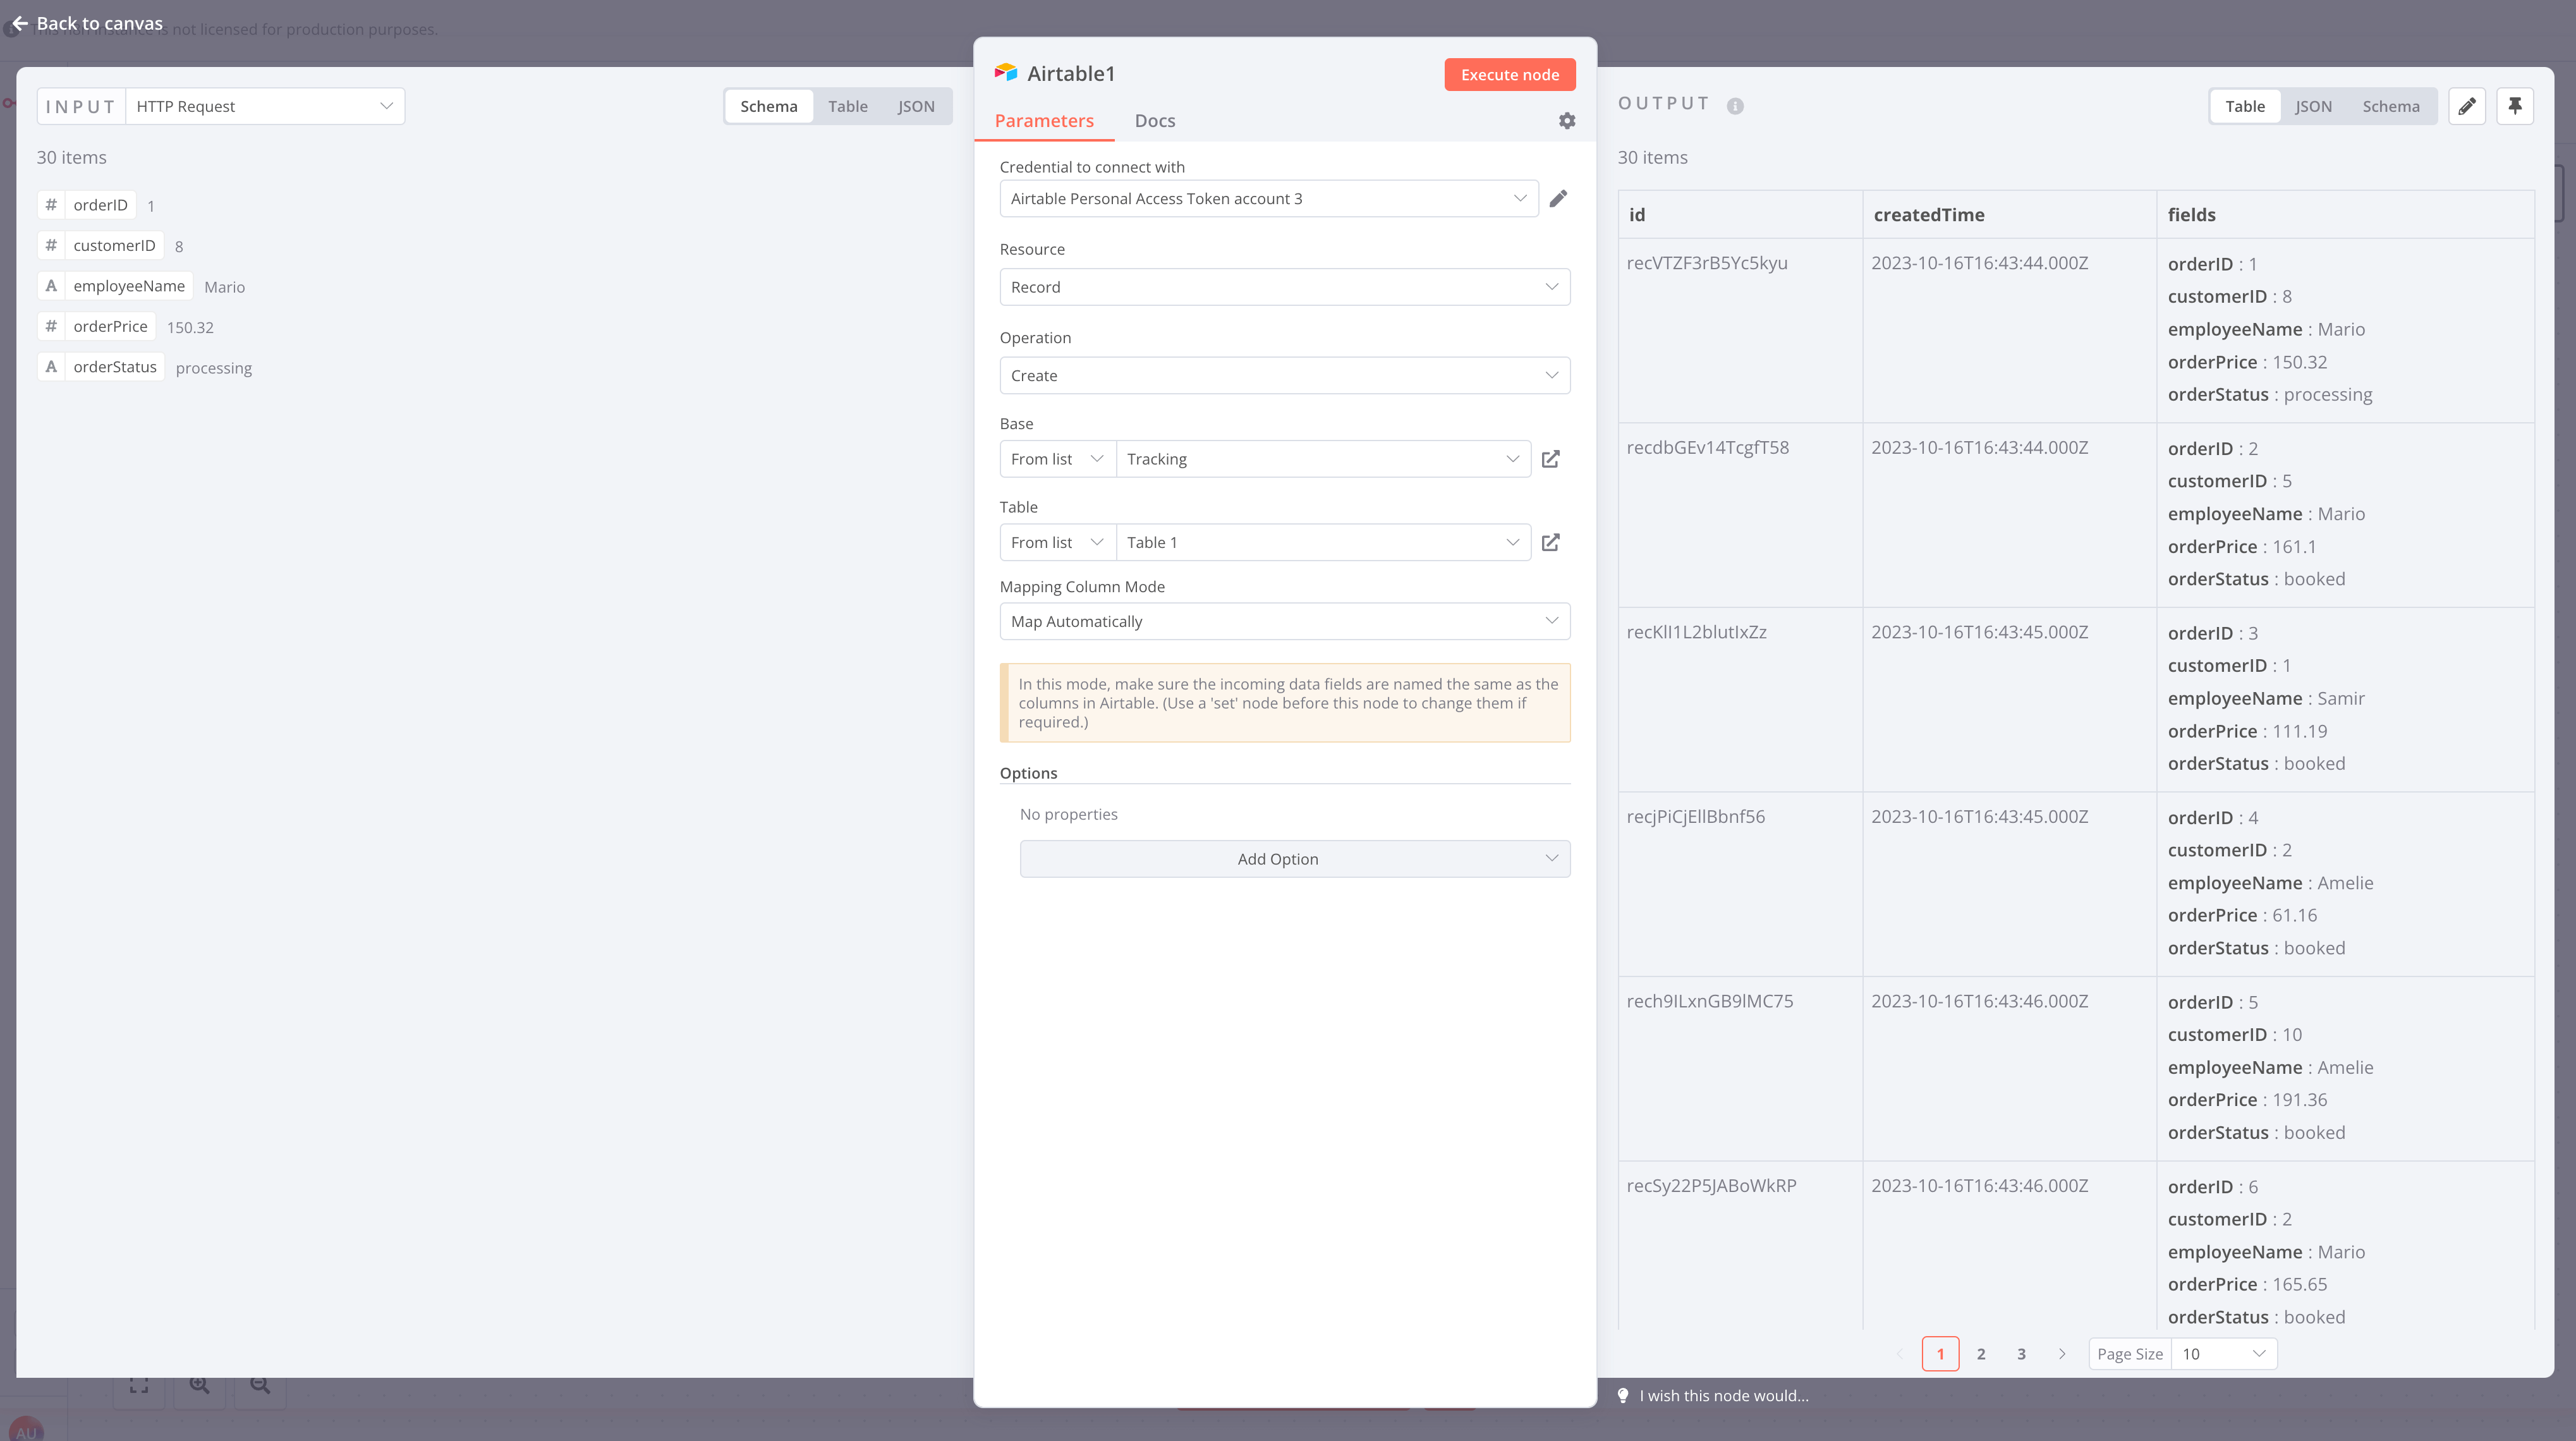 Back to canvas
This n8n instance is not licensed for production purposes.
INPUT HTTP Request
Schema Table JSON
30 items
# orderID 1
# customerID 8
A employeeName Mario
# orderPrice 150.32
A orderStatus processing
Airtable1
Execute node
Parameters Docs
Credential to connect with
Airtable Personal Access Token account 3
Resource
Record
Operation
Create
Base
From list Tracking
Table
From list Table 1
Mapping Column Mode
Map Automatically
In this mode, make sure the incoming data fields are named the same as the
columns in Airtable. (Use a 'set' node before this node to change them if
required.)
Options
No properties
Add Option
OUTPUT
Table JSON Schema
30 items
id createdTime fields
recVTZF3rB5Yc5kyu 2023-10-16T16:43:44.000Z orderID : 1
customerID : 8
employeeName : Mario
orderPrice : 150.32
orderStatus : processing
recdbGEv14TcgfT58 2023-10-16T16:43:44.000Z orderID : 2
customerID : 5
employeeName : Mario
orderPrice : 161.1
orderStatus : booked
recKlI1L2blutIxZz 2023-10-16T16:43:45.000Z orderID : 3
customerID : 1
employeeName : Samir
orderPrice : 111.19
orderStatus : booked
recjPiCjEllBbnf56 2023-10-16T16:43:45.000Z orderID : 4
customerID : 2
employeeName : Amelie
orderPrice : 61.16
orderStatus : booked
rech9ILxnGB9lMC75 2023-10-16T16:43:46.000Z orderID : 5
customerID : 10
employeeName : Amelie
orderPrice : 191.36
orderStatus : booked
recSy22P5JABoWkRP 2023-10-16T16:43:46.000Z orderID : 6
customerID : 2
employeeName : Mario
orderPrice : 165.65
orderStatus : booked
1 2 3 Page Size 10
I wish this node would...
AU